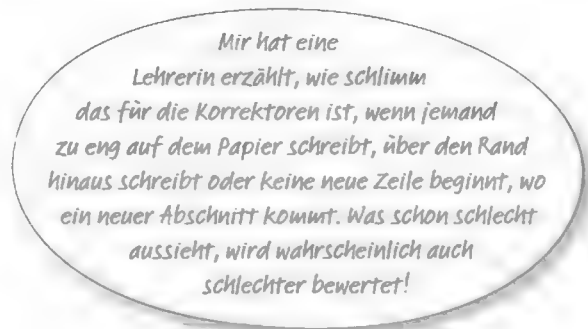 Mir hat eine
Lehrerin erzählt, wie schlimm
das für die Korrektoren ist, wenn jemand
zu eng auf dem Papier schreibt, über den Rand
hinaus schreibt oder keine neue Zeile beginnt, wo
ein neuer Abschnitt kommt. Was schon schlecht
aussieht, wird wahrscheinlich auch
schlechter bewertet!